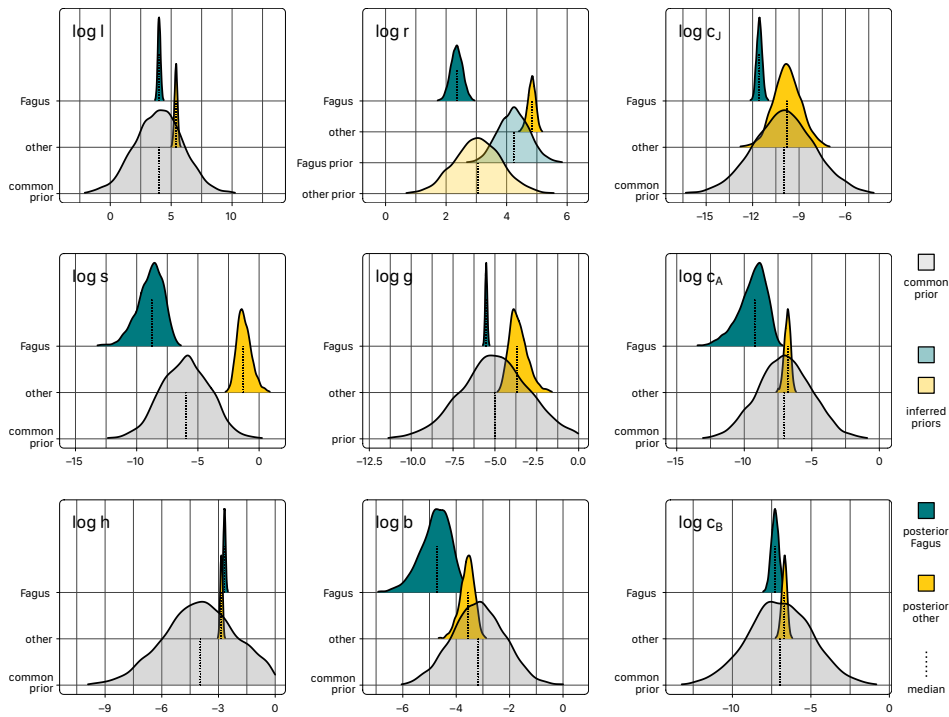 log l
Fagus
other
common
prior
0
5
10
log r
Fagus
other
Fagus prior
other prior
0
2
4
6
log cJ
Fagus
other
common
prior
−15
−12
−9
−6
log s
Fagus
other
common
prior
−15
−10
−5
0
log g
Fagus
other
prior
−12.5
−10.0
−7.5
−5.0
−2.5
0.0
log cA
Fagus
other
common
prior
−15
−10
−5
0
log h
Fagus
other
common
prior
−9
−6
−3
0
log b
Fagus
other
common
prior
−6
−4
−2
0
log cB
Fagus
other
common
prior
−10
−5
0
common
prior
inferred
priors
posterior
Fagus
posterior
other
median